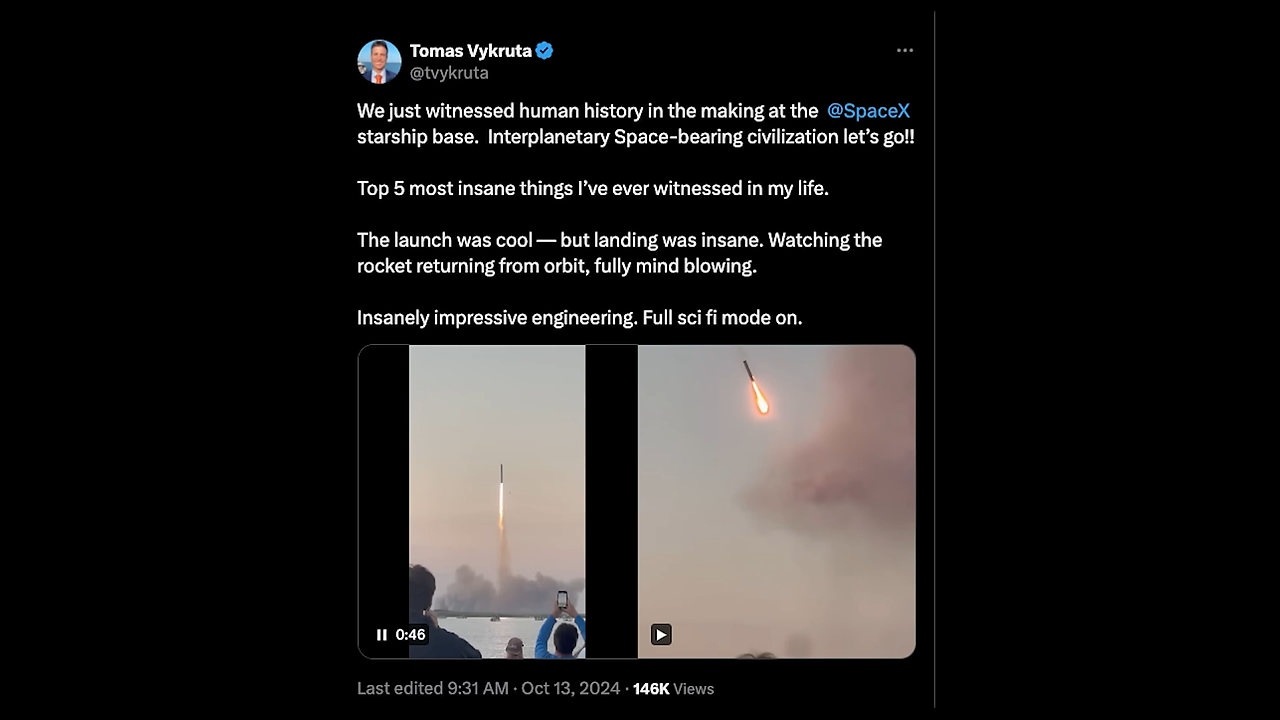 Tomas Vykruta
@tvykruta
We just witnessed human history in the making at the @SpaceX
starship base. Interplanetary Space-bearing civilization let’s go!!
Top 5 most insane things I’ve ever witnessed in my life.
The launch was cool — but landing was insane. Watching the
rocket returning from orbit, fully mind blowing.
Insanely impressive engineering. Full sci fi mode on.
0:46
Last edited 9:31 AM · Oct 13, 2024 · 146K Views